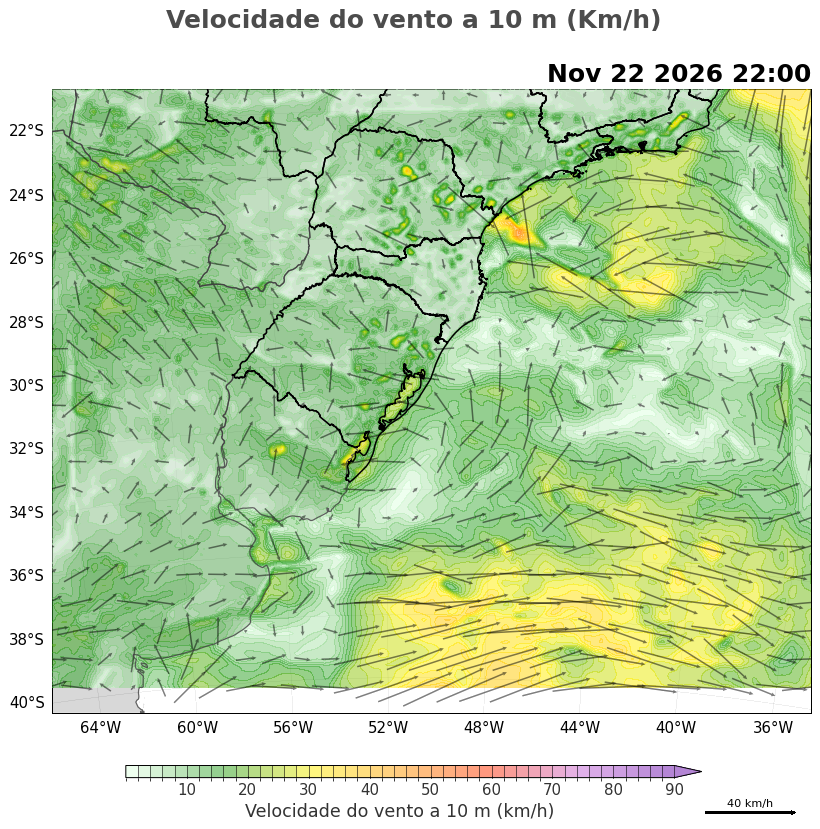 Velocidade do vento a 10 m (Km/h)
Nov 22 2026 22:00
22°S
24°S
26°S
28°S
30°S
32°S
34°S
36°S
38°S
40°S
64°W 60°W 56°W 52°W 48°W 44°W 40°W 36°W
10 20 30 40 50 60 70 80 90
Velocidade do vento a 10 m (km/h)
40 km/h